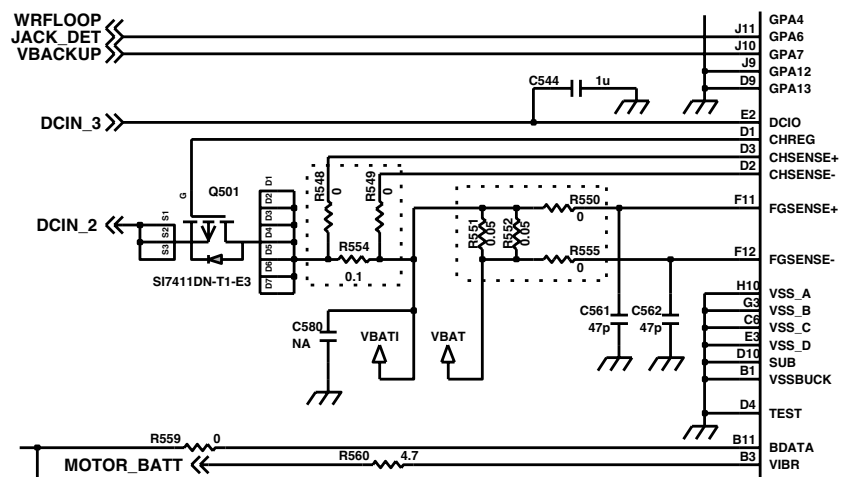 WRFLOOP
GPA4
JACK_DET
J11
GPA6
VBACKUP
J10
GPA7
J9
GPA12
C544
1u
D9
GPA13
DCIN_3
E2
DCIO
D1
CHREG
D3
CHSENSE+
D2
CHSENSE-
G
Q501
D1
D2
D3
D4
D5
D6
D7
S1
S2
S3
DCIN_2
SI7411DN-T1-E3
R548
0
R549
0
R554
0.1
R551
0.05
R552
0.05
R550
0
F11
FGSENSE+
R555
0
F12
FGSENSE-
C580
NA
VBATI
VBAT
C561
47p
C562
47p
H10
VSS_A
G3
VSS_B
C6
VSS_C
E3
VSS_D
D10
SUB
B1
VSSBUCK
D4
TEST
R559
0
B11
BDATA
MOTOR_BATT
R560
4.7
B3
VIBR